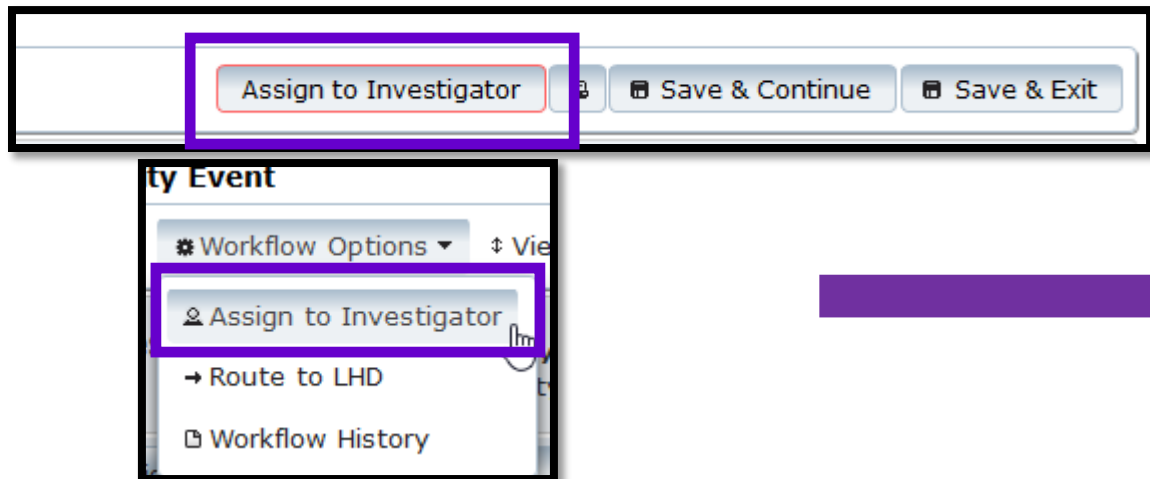 Assign to Investigator Save & Continue Save & Exit
ty Event
Workflow Options Vie
Assign to Investigator
Route to LHD
Workflow History